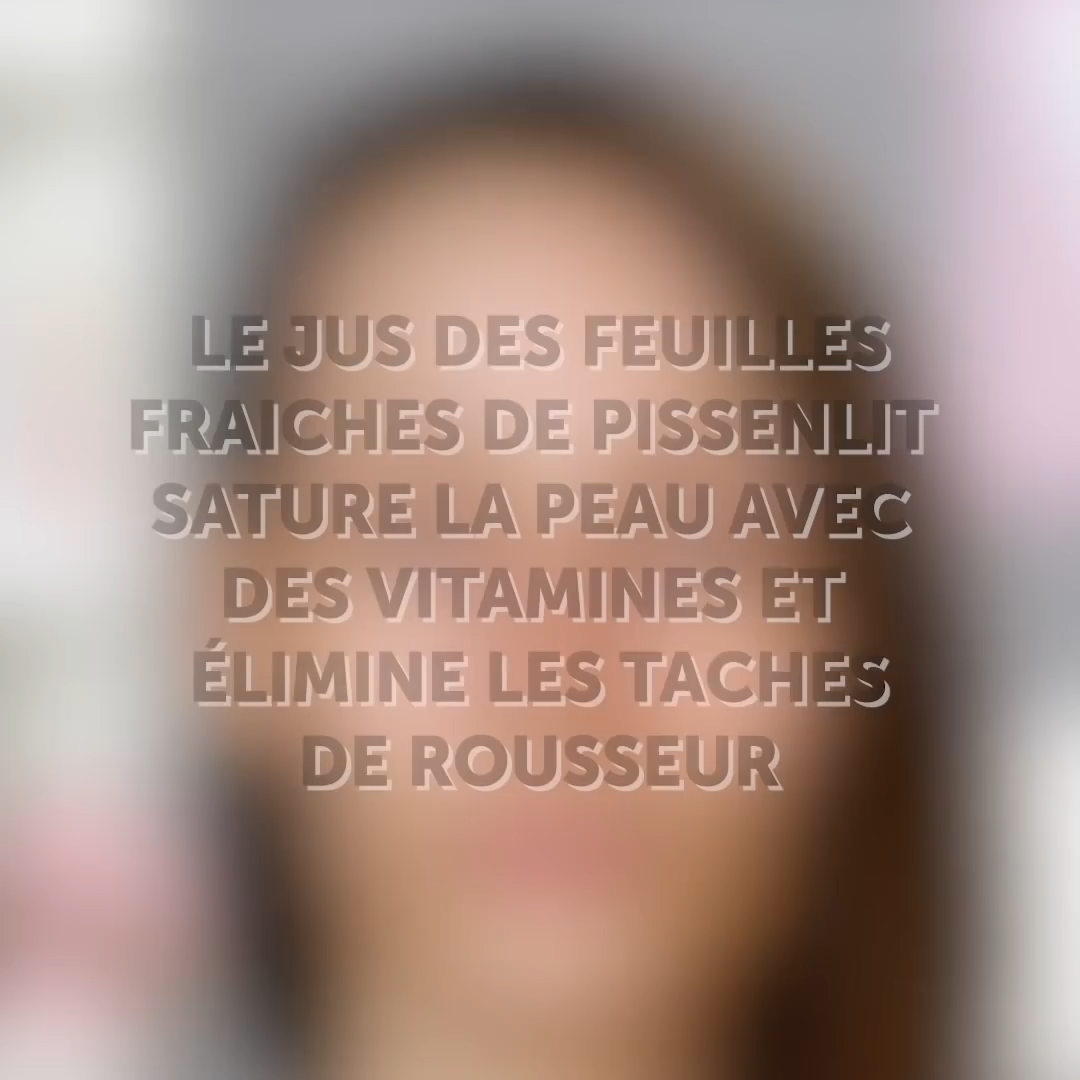 LE JUS DES FEUILLES
FRAICHES DE PISSENLIT
SATURE LA PEAU AVEC
DES VITAMINES ET
ÉLIMINE LES TACHES
DE ROUSSEUR